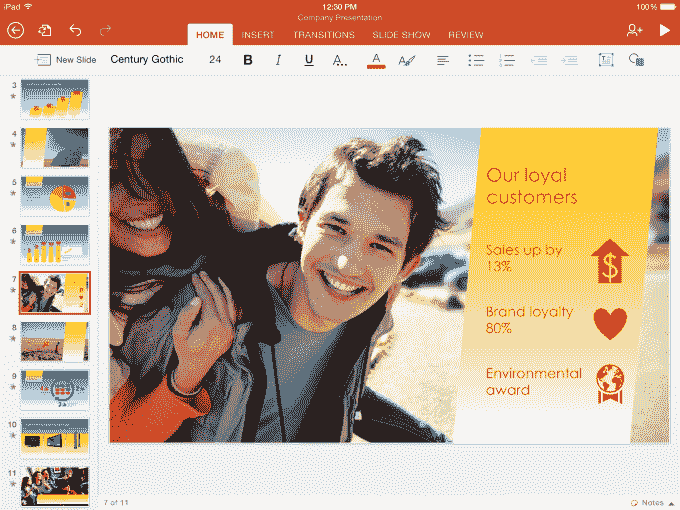 iPad 12:30 PM 100%
Company Presentation
HOME INSERT TRANSITIONS SLIDE SHOW REVIEW
New Slide Century Gothic 24 B I U A... A A
3
4
5
6
7
8
9
10
11
Our loyal
customers
Sales up by
13%
$
Brand loyalty
80%
Environmental
award
7 of 11
Notes